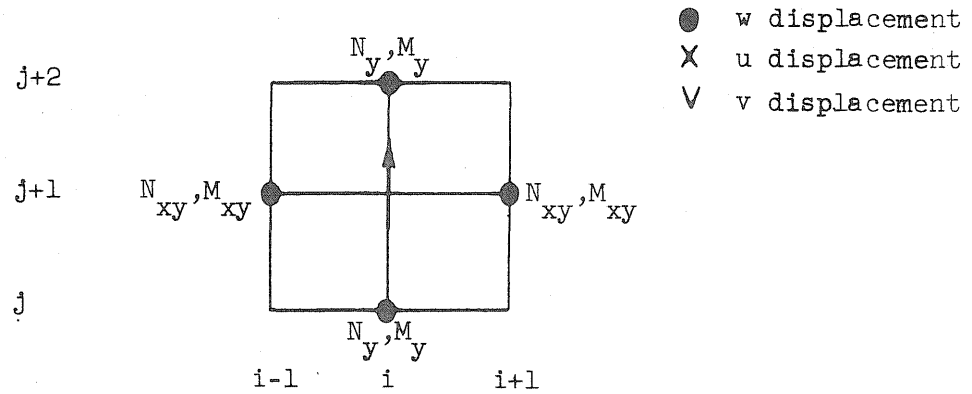 w displacement
u displacement
v displacement
N_y,M_y
j+2
j+1
N_xy,M_xy
N_xy,M_xy
j
N_y,M_y
i-1 i i+1